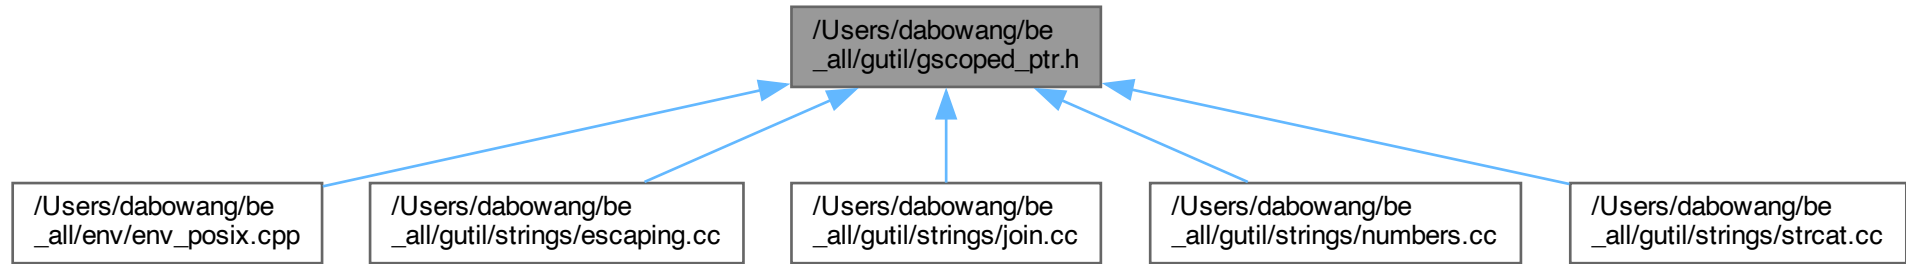 /Users/dabowang/be
_all/gutil/gscoped_ptr.h
/Users/dabowang/be
_all/env/env_posix.cpp
/Users/dabowang/be
_all/gutil/strings/escaping.cc
/Users/dabowang/be
_all/gutil/strings/join.cc
/Users/dabowang/be
_all/gutil/strings/numbers.cc
/Users/dabowang/be
_all/gutil/strings/strcat.cc